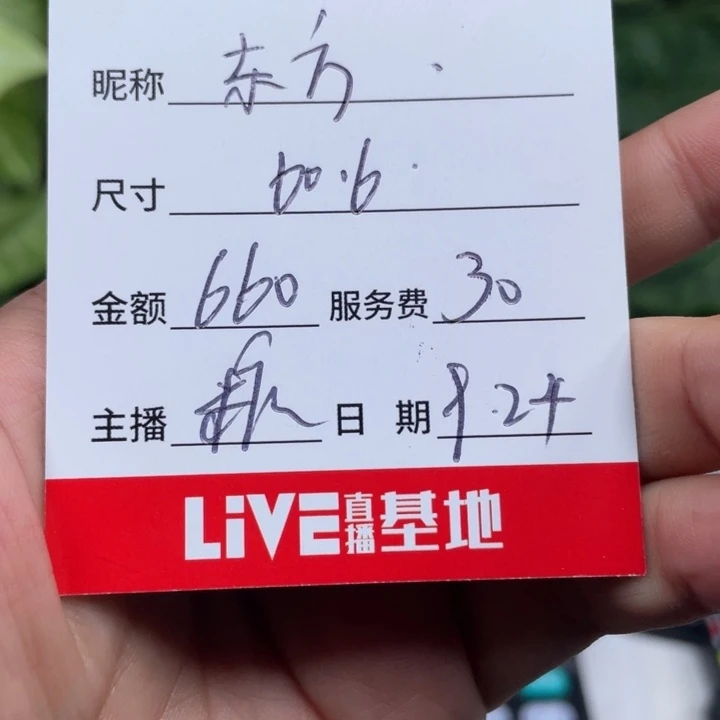 昵称 东方
尺寸 60.6
金额 660 服务费 30
主播 日期 9.24
LiVE直播基地